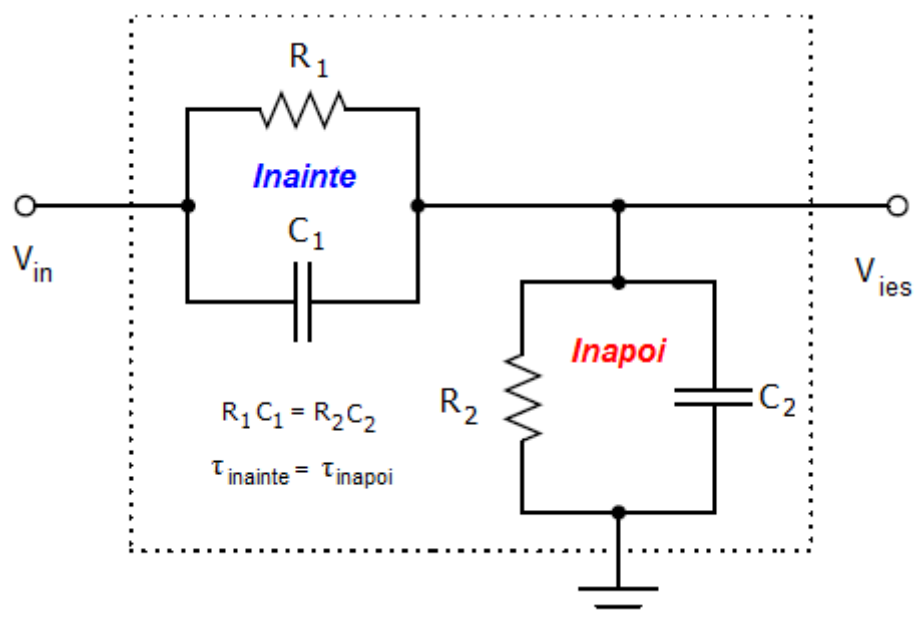 R1
Inainte
C1
Vin
Vies
Inapoi
R2
C2
R1C1 = R2C2
τinainte = τinapoi